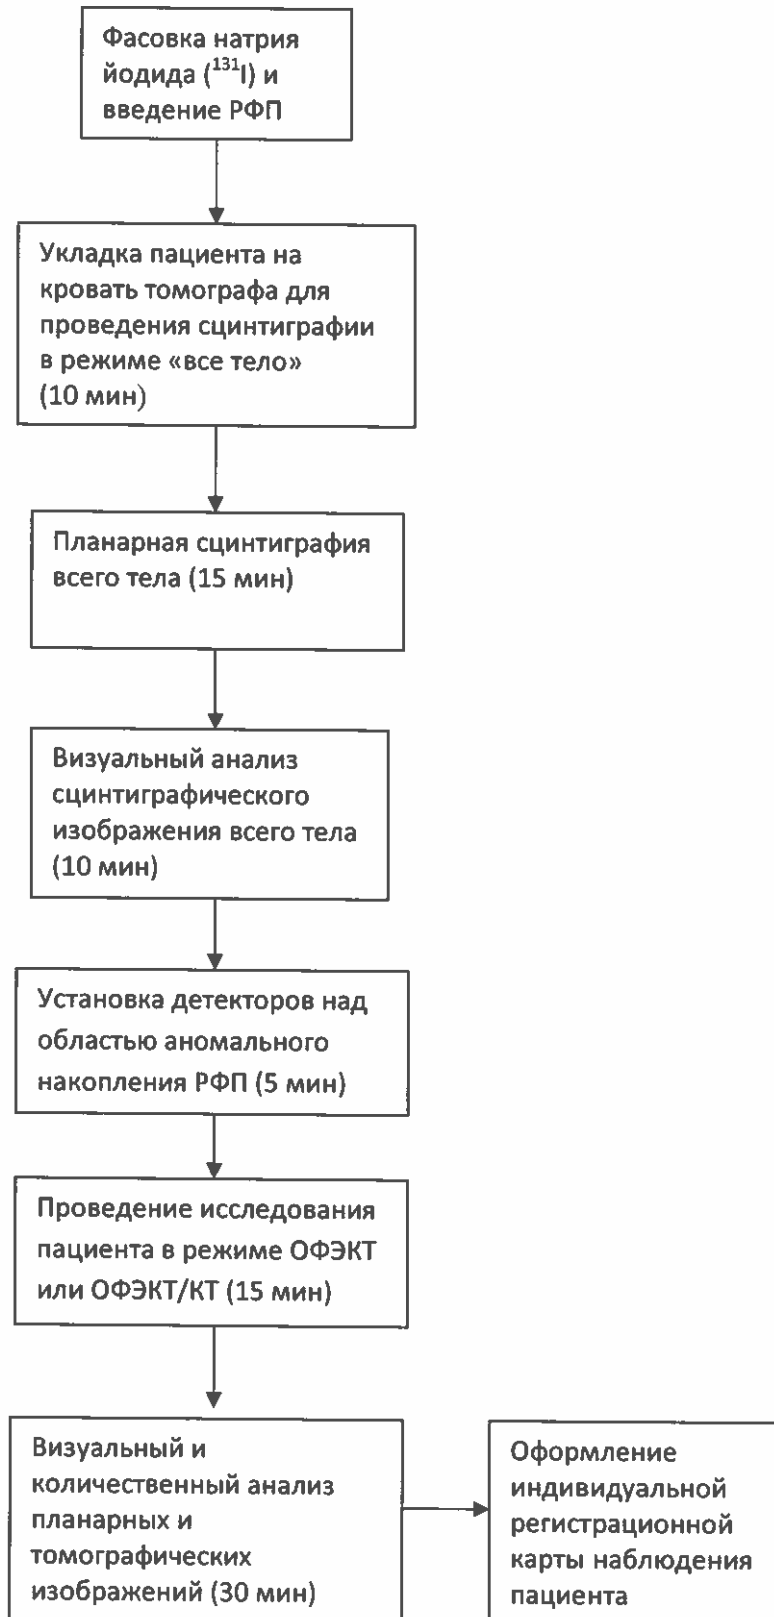 Фасовка натрия
йодида (¹³¹I) и
введение РФП
Укладка пациента на
кровать томографа для
проведения сцинтиграфии
в режиме «все тело»
(10 мин)
Планарная сцинтиграфия
всего тела (15 мин)
Визуальный анализ
сцинтиграфического
изображения всего тела
(10 мин)
Установка детекторов над
областью аномального
накопления РФП (5 мин)
Проведение исследования
пациента в режиме ОФЭКТ
или ОФЭКТ/КТ (15 мин)
Визуальный и
количественный анализ
планарных и
томографических
изображений (30 мин)
Оформление
индивидуальной
регистрационной
карты наблюдения
пациента